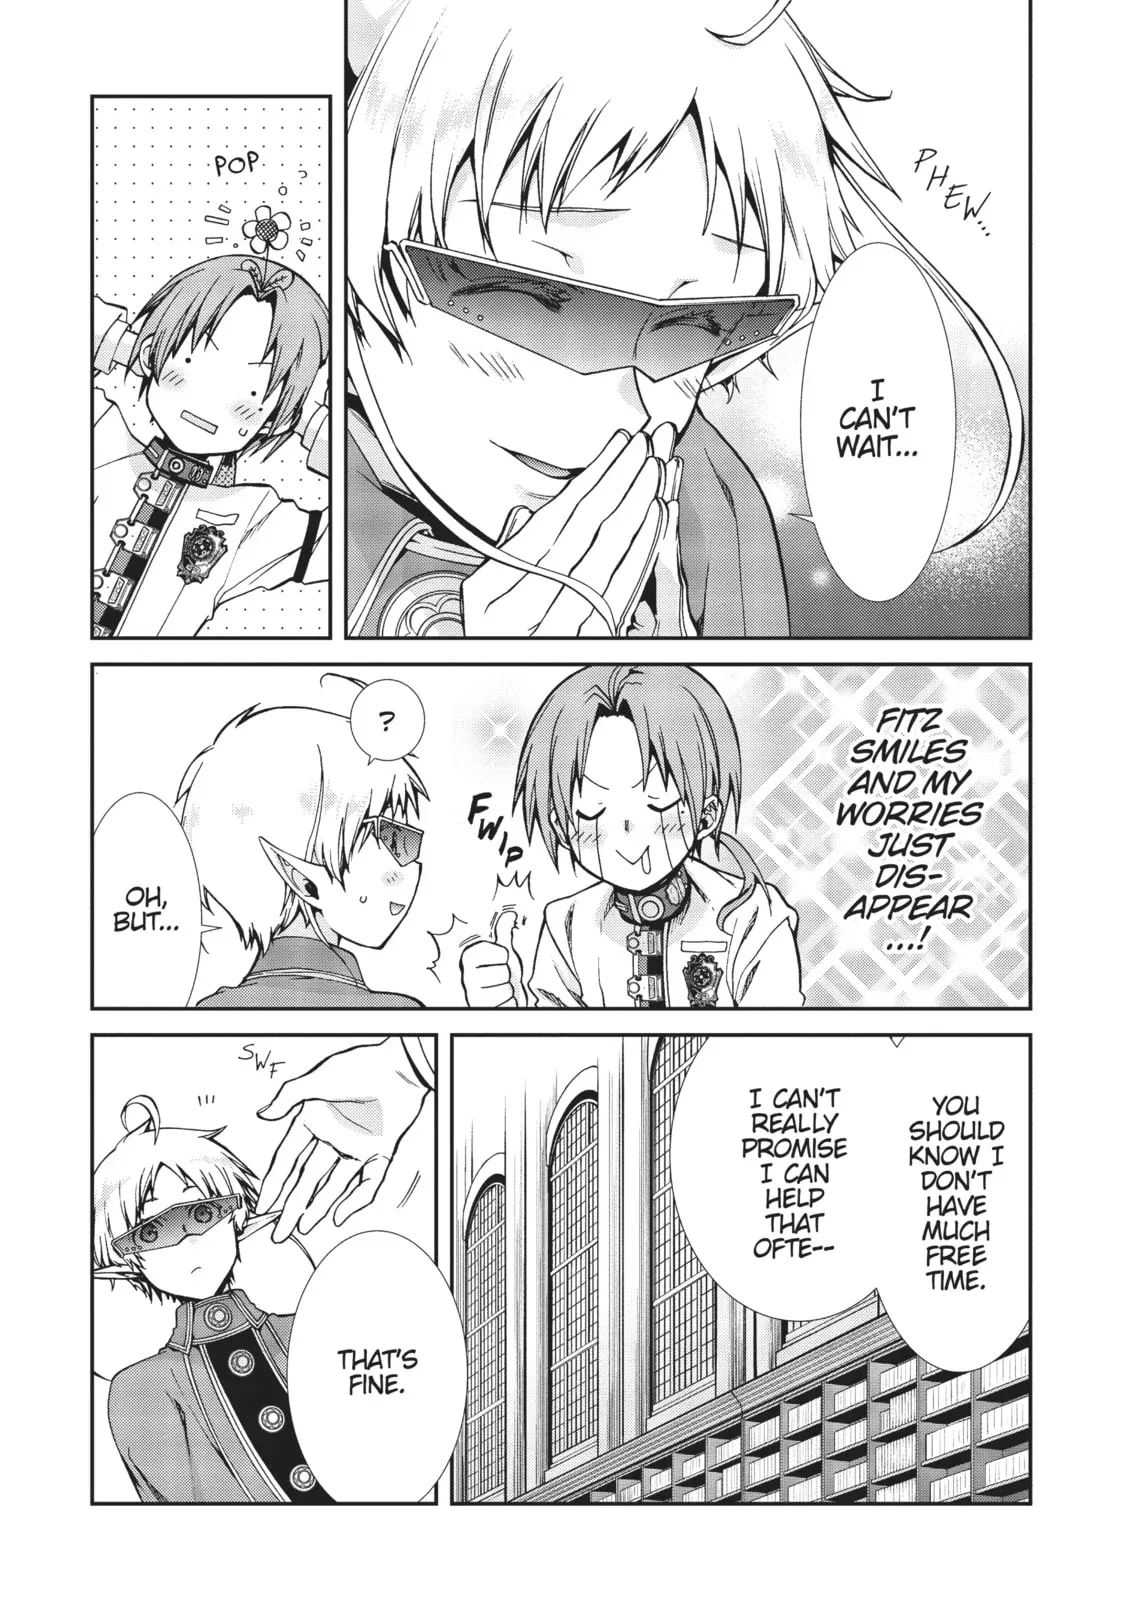 PHEW...
I
CAN'T
WAIT...
POP
FITZ
SMILES
AND MY
WORRIES
JUST
DIS-
APPEAR
....!
FWIP
?
OH,
BUT...
YOU
SHOULD
KNOW I
DON'T
HAVE
MUCH
FREE
TIME.
I CAN'T
REALLY
PROMISE
I CAN
HELP
THAT
OFTE--
SWF
THAT'S
FINE.